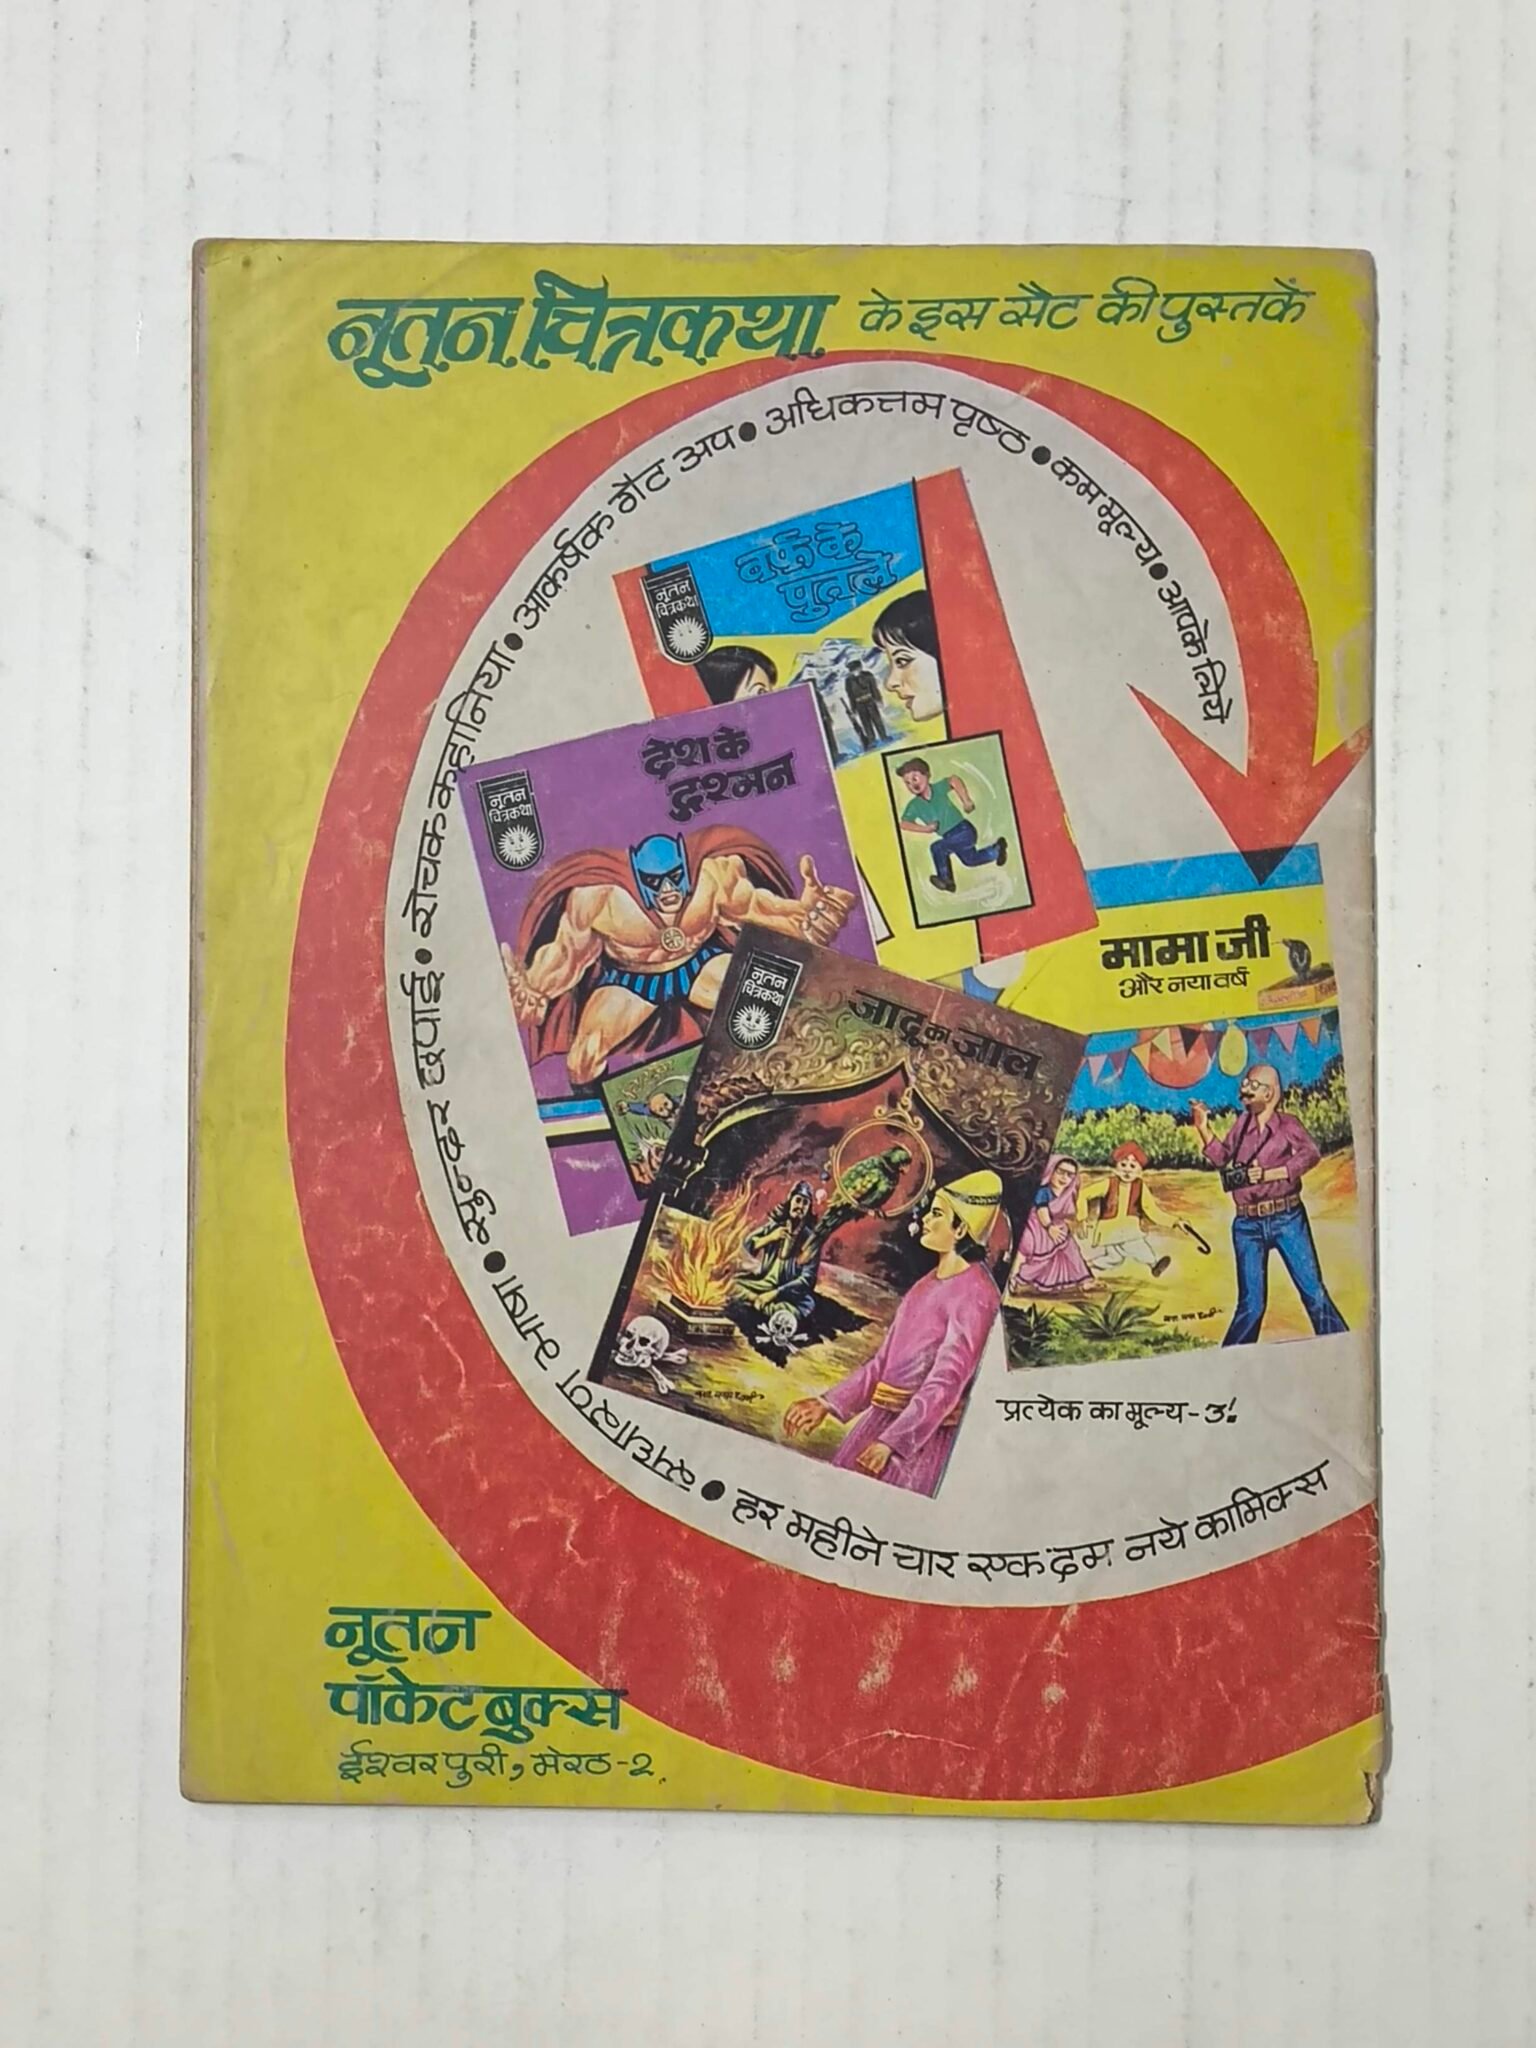 नूतन चित्रकथा के इस सैट की पुस्तकें
हर महीने चार एक दम नये कामिक्स • साधारण भाषा • सुन्दर छपाई • रोचक कहानिया • आकर्षक गैट अप • अधिकत्तम पृष्ठ • कम मूल्य • आपके लिये
नूतन
चित्रकथा
बर्फ के
पुतले
नूतन
चित्रकथा
देश के
दुश्मन
नूतन
चित्रकथा
जादू का जाल
मामा जी
और नया वर्ष
प्रत्येक का मूल्य - 3/-
नूतन
पॉकेट बुक्स
ईश्वरपुरी, मेरठ-2.